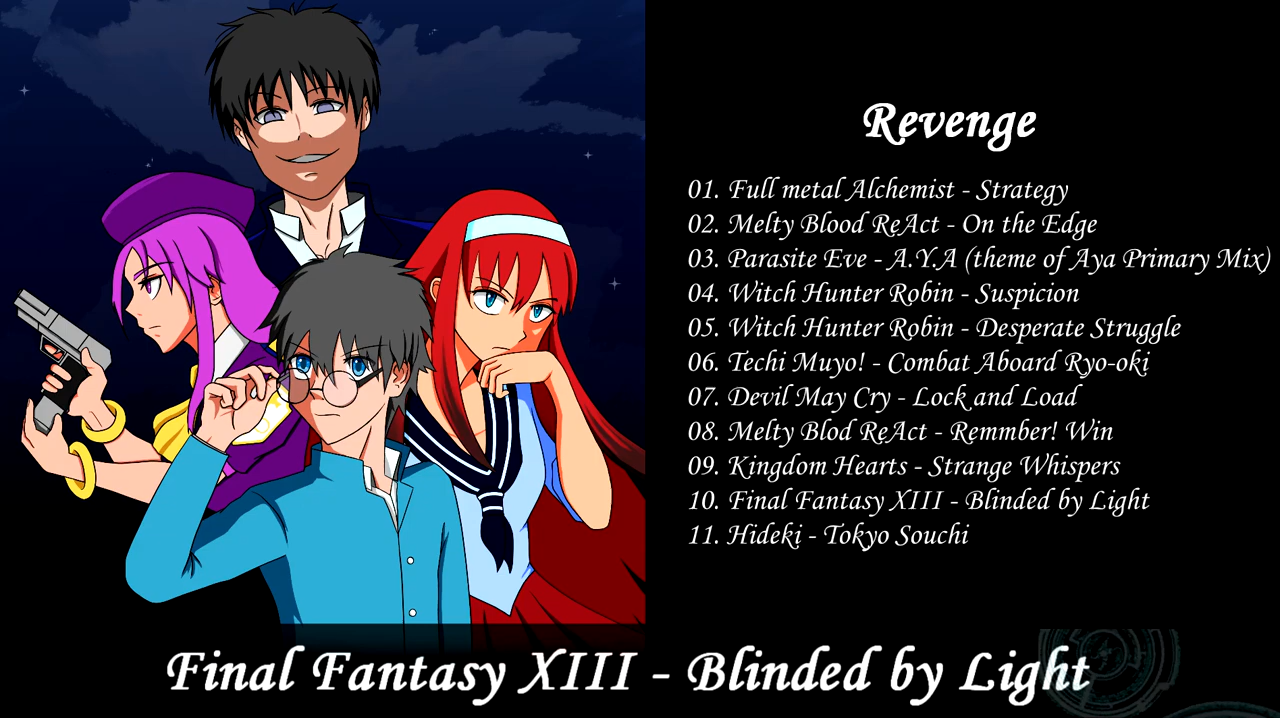 Revenge
01. Full metal Alchemist - Strategy
02. Melty Blood ReAct - On the Edge
03. Parasite Eve - A.Y.A (theme of Aya Primary Mix)
04. Witch Hunter Robin - Suspicion
05. Witch Hunter Robin - Desperate Struggle
06. Techi Muyo! - Combat Aboard Ryo-oki
07. Devil May Cry - Lock and Load
08. Melty Blod ReAct - Remmber! Win
09. Kingdom Hearts - Strange Whispers
10. Final Fantasy XIII - Blinded by Light
11. Hideki - Tokyo Souchi
Final Fantasy XIII - Blinded by Light